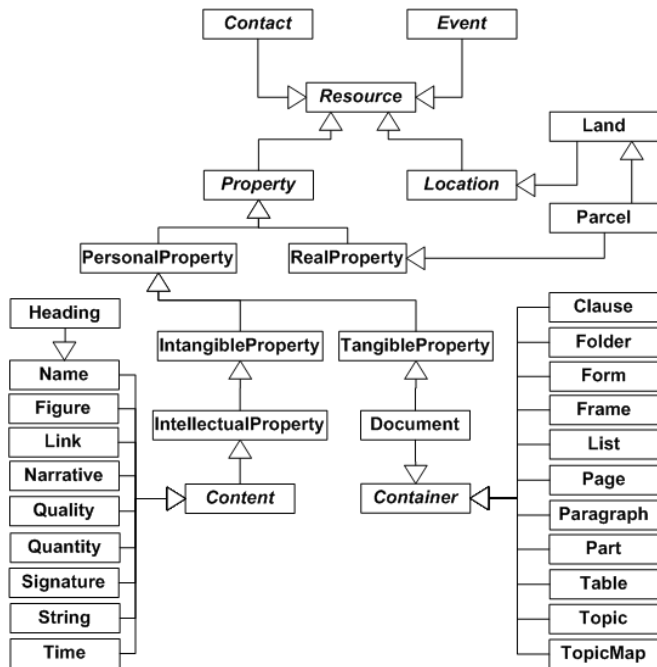 Contact
Event
Resource
Land
Property
Location
Parcel
PersonalProperty
RealProperty
Heading
Clause
IntangibleProperty
TangibleProperty
Folder
Name
Form
Figure
IntellectualProperty
Document
Frame
Link
List
Narrative
Page
Quality
Content
Container
Paragraph
Quantity
Part
Signature
Table
String
Topic
Time
TopicMap